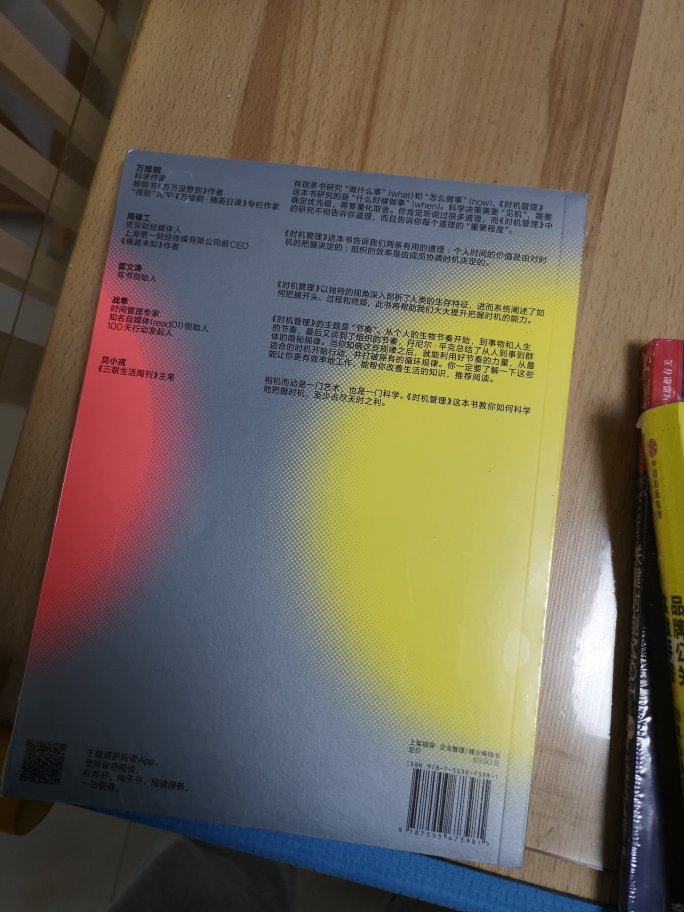 万维钢
科学作家
畅销书《万万没想到》作者
“得到”APP《万维钢·精英日课》专栏作家
有很多书研究“做什么事”(what)和“怎么做事”(how),《时机管理》
这本书研究的是“什么时候做事”(when)。科学决策需要“见机”,需要
确定优先级,需要量化取舍。你肯定听说过很多道理,而《时机管理》中
的研究不但告诉你道理,而且告诉你每个道理的“重要程度”。
周健工
资深财经媒体人
上海第一财经传媒有限公司前CEO
《横越未知》作者
《时机管理》这本书告诉我们两条有用的道理:个人时间的价值是由对时
机的把握决定的;组织的效率是由成员协调时机决定的。
雷文涛
有书创始人
《时机管理》以独特的视角深入剖析了人类的生存特征,进而系统阐述了如
何把握开头、过程和终局,此书将帮助我们大大提升把握时机的能力。
战隼
时间管理专家
知名自媒体(read01)创始人
100天行动发起人
《时机管理》的主题是“节奏”。从个人的生物节奏开始,到事物和人生
的节奏,最后又谈到了组织的节奏,丹尼尔·平克总结了从人到事到群
体的隐秘规律。当你知晓这些规律之后,就能利用好节奏的力量,从最
适合的时机开始行动,并打破原有的循环规律。你一定要了解一下这些
能让你更有效率地工作、能帮你改善生活的知识,推荐阅读。
贝小戎
《三联生活周刊》主笔
相机而动是一门艺术,也是一门科学。《时机管理》这本书教你如何科学
地把握时机,至少占尽天时之利。
下载湛庐阅读App,
坚持亲自阅读,
有声书、电子书、阅读服务,
一站获得。
定价
69.90元
ISBN 978-7-5536-7398-1
9 787553 673981 >
中信出版集团